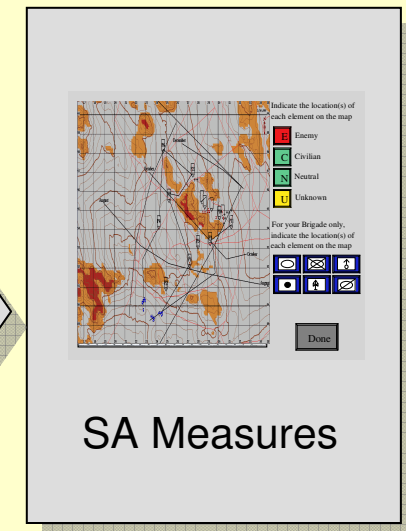 Indicate the location(s) of
each element on the map
E Enemy
C Civilian
N Neutral
U Unknown
For your Brigade only,
indicate the location(s) of
each element on the map
Done
SA Measures